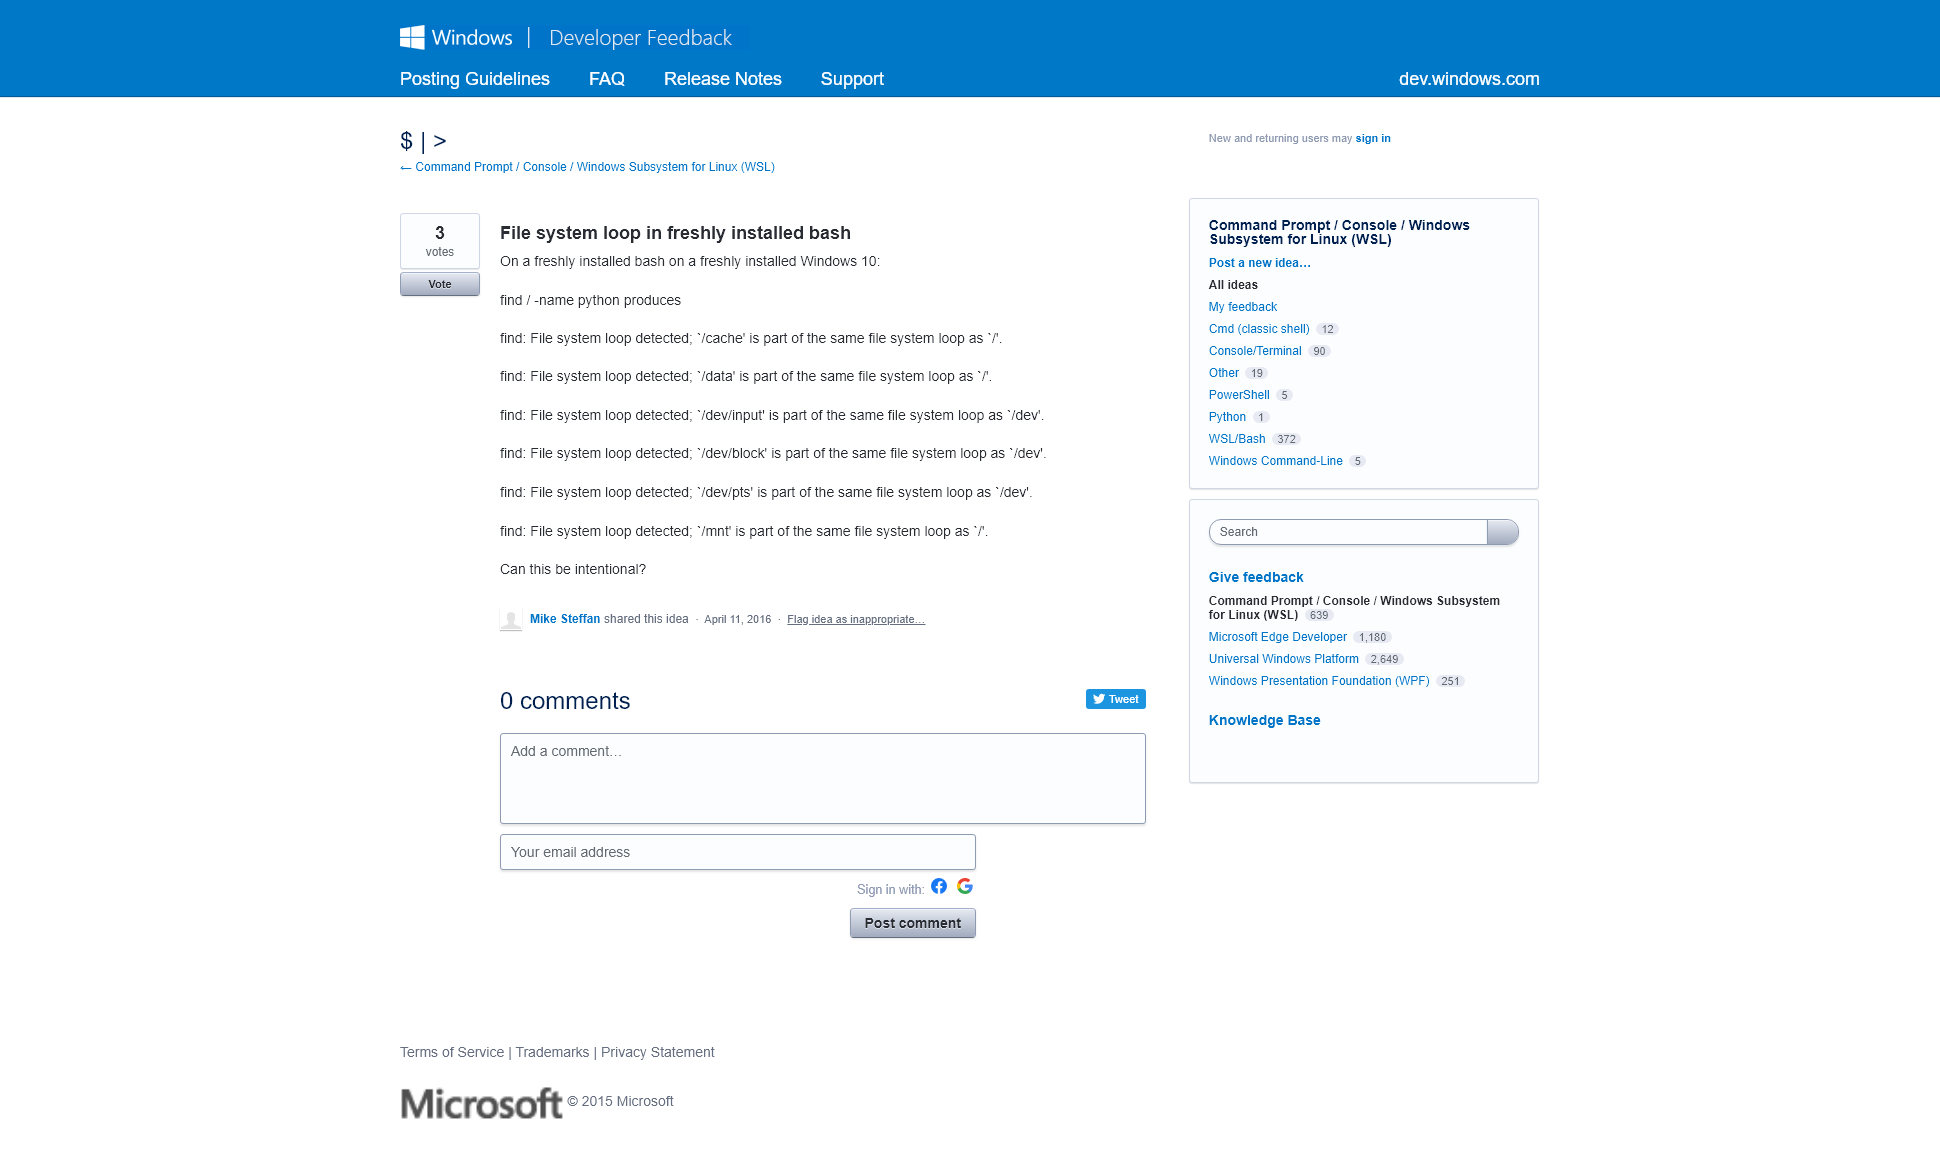 Windows | Developer Feedback
Posting Guidelines FAQ Release Notes Support dev.windows.com
$ | >
← Command Prompt / Console / Windows Subsystem for Linux (WSL)
New and returning users may sign in
3
votes
Vote
File system loop in freshly installed bash
On a freshly installed bash on a freshly installed Windows 10:
find / -name python produces
find: File system loop detected; `/cache' is part of the same file system loop as `/'.
find: File system loop detected; `/data' is part of the same file system loop as `/'.
find: File system loop detected; `/dev/input' is part of the same file system loop as `/dev'.
find: File system loop detected; `/dev/block' is part of the same file system loop as `/dev'.
find: File system loop detected; `/dev/pts' is part of the same file system loop as `/dev'.
find: File system loop detected; `/mnt' is part of the same file system loop as `/'.
Can this be intentional?
Mike Steffan shared this idea · April 11, 2016 · Flag idea as inappropriate…
0 comments
Tweet
Add a comment…
Your email address
Sign in with:
Post comment
Command Prompt / Console / Windows
Subsystem for Linux (WSL)
Post a new idea…
All ideas
My feedback
Cmd (classic shell) 12
Console/Terminal 90
Other 19
PowerShell 5
Python 1
WSL/Bash 372
Windows Command-Line 5
Search
Give feedback
Command Prompt / Console / Windows Subsystem
for Linux (WSL) 639
Microsoft Edge Developer 1,180
Universal Windows Platform 2,649
Windows Presentation Foundation (WPF) 251
Knowledge Base
Terms of Service | Trademarks | Privacy Statement
Microsoft © 2015 Microsoft